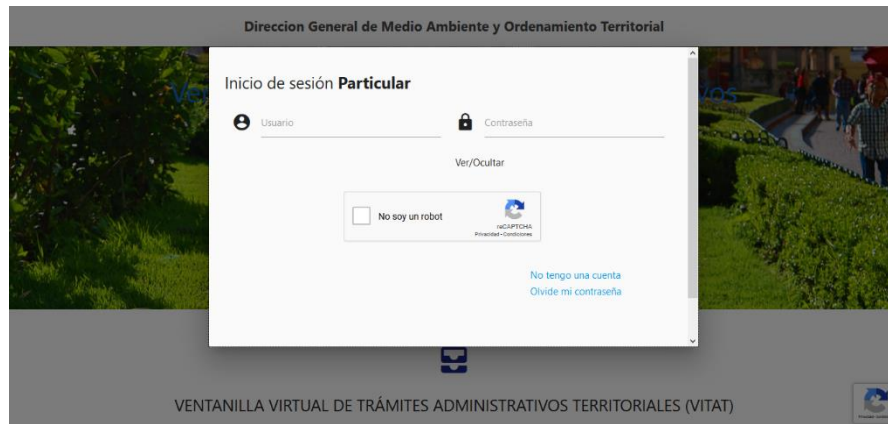 Direccion General de Medio Ambiente y Ordenamiento Territorial
Inicio de sesión Particular
Usuario
Contraseña
Ver/Ocultar
No soy un robot
reCAPTCHA
Privacidad - Condiciones
No tengo una cuenta
Olvide mi contraseña
VENTANILLA VIRTUAL DE TRÁMITES ADMINISTRATIVOS TERRITORIALES (VITAT)